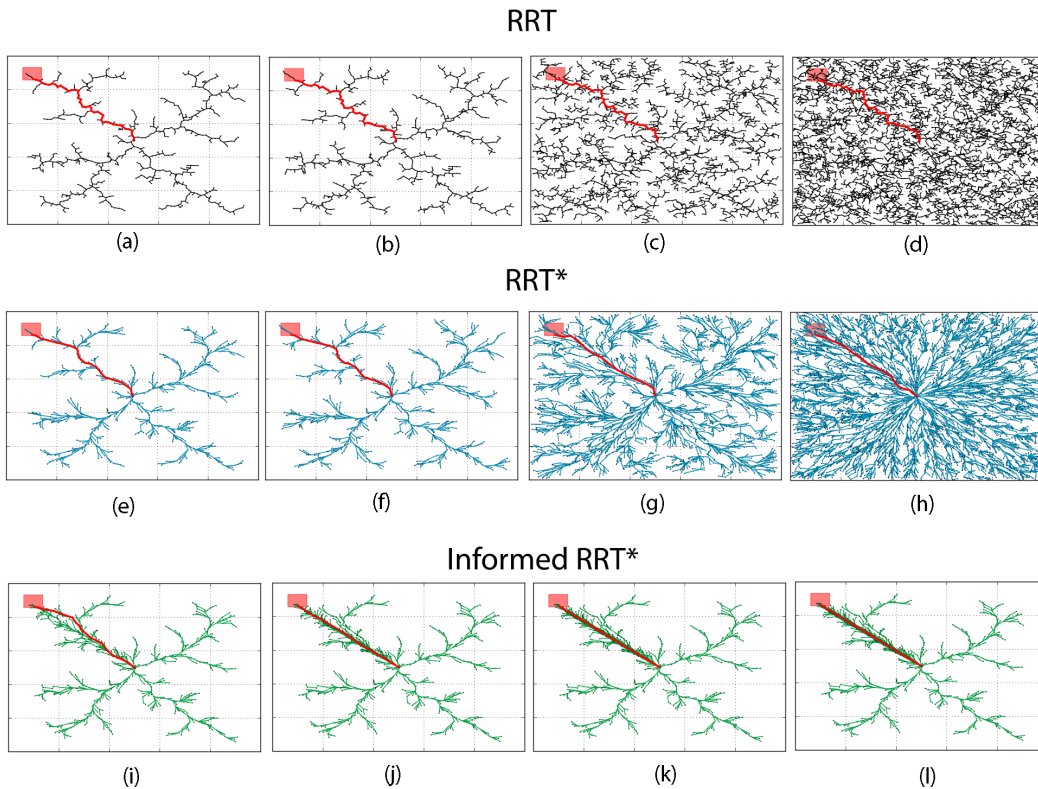 RRT
(a) (b) (c) (d)
RRT*
(e) (f) (g) (h)
Informed RRT*
(i) (j) (k) (l)